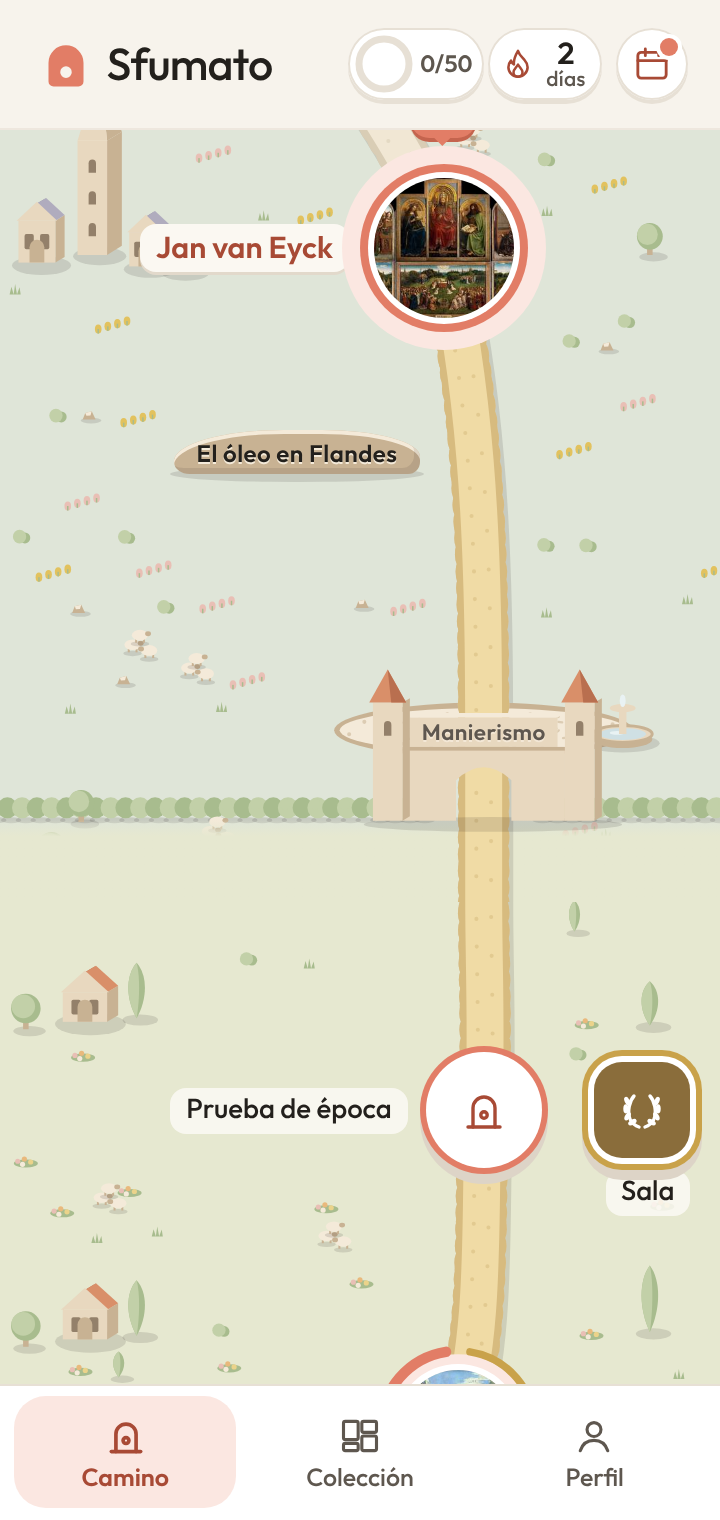 Sfumato
0/50
2
días
Jan van Eyck
El óleo en Flandes
Manierismo
Prueba de época
Sala
Camino
Colección
Perfil